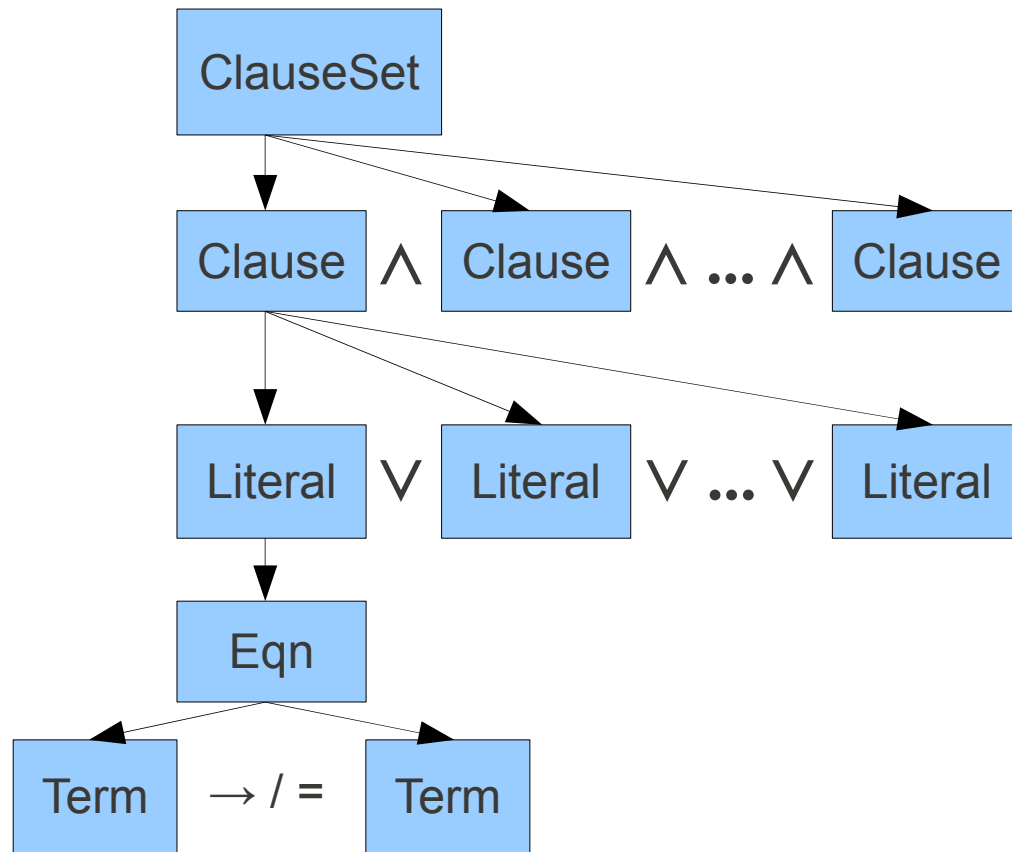 ClauseSet
Clause ∧ Clause ∧ ... ∧ Clause
Literal ∨ Literal ∨ ... ∨ Literal
Eqn
Term → / = Term